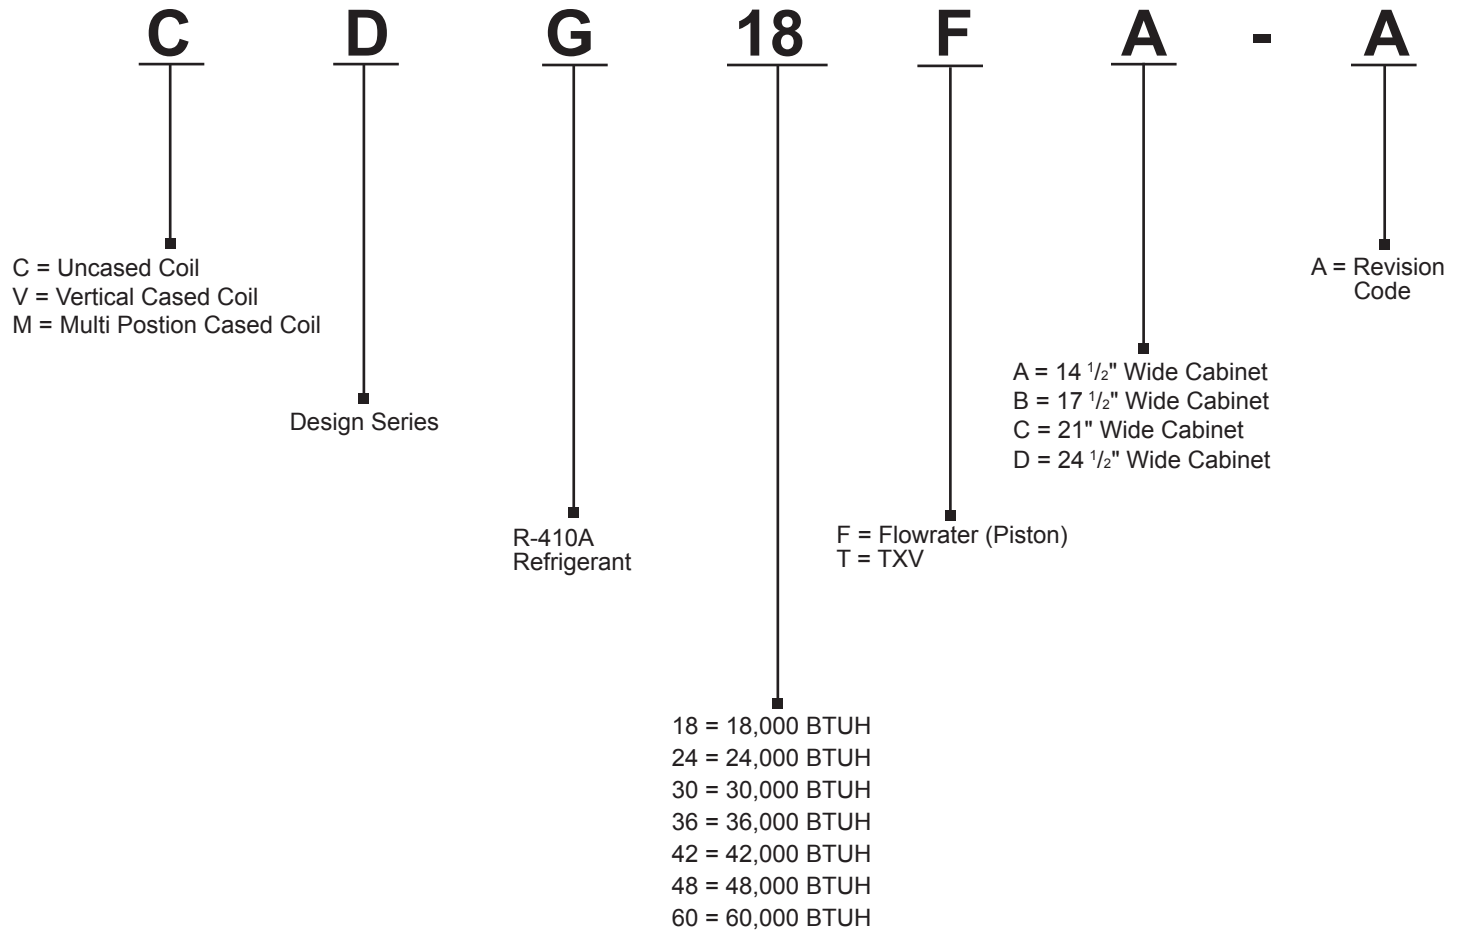 C D G 18 F A - A
C = Uncased Coil
V = Vertical Cased Coil
M = Multi Postion Cased Coil
Design Series
R-410A
Refrigerant
18 = 18,000 BTUH
24 = 24,000 BTUH
30 = 30,000 BTUH
36 = 36,000 BTUH
42 = 42,000 BTUH
48 = 48,000 BTUH
60 = 60,000 BTUH
F = Flowrater (Piston)
T = TXV
A = 14 1/2" Wide Cabinet
B = 17 1/2" Wide Cabinet
C = 21" Wide Cabinet
D = 24 1/2" Wide Cabinet
A = Revision
Code